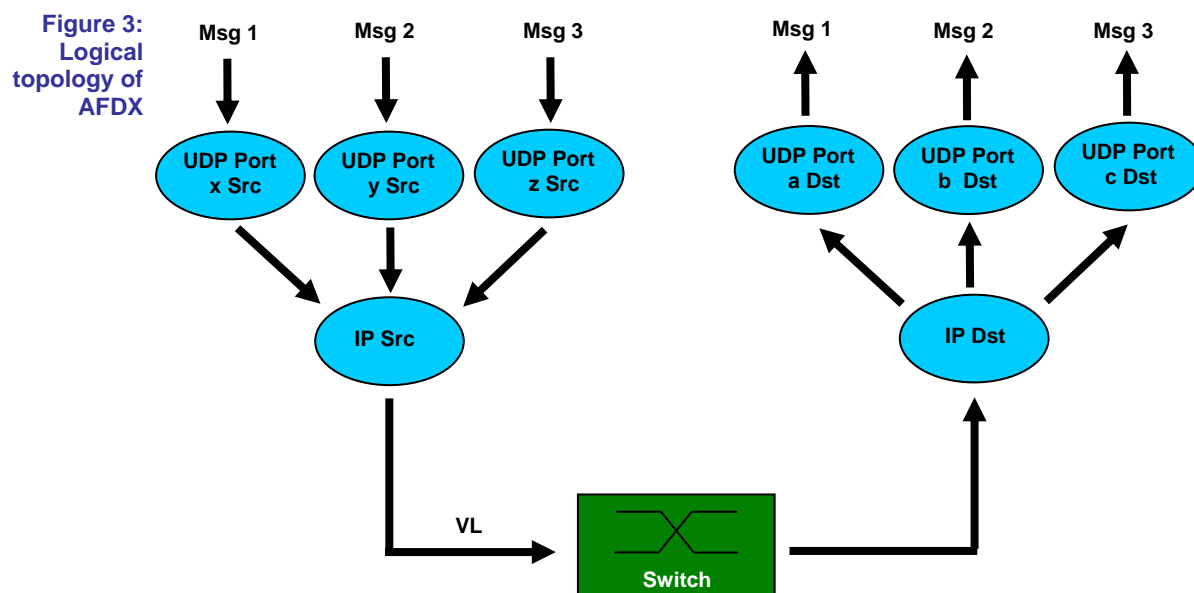 Figure 3:
Logical
topology of
AFDX
Msg 1
Msg 2
Msg 3
Msg 1
Msg 2
Msg 3
UDP Port
x Src
UDP Port
y Src
UDP Port
z Src
UDP Port
a Dst
UDP Port
b Dst
UDP Port
c Dst
IP Src
IP Dst
VL
Switch